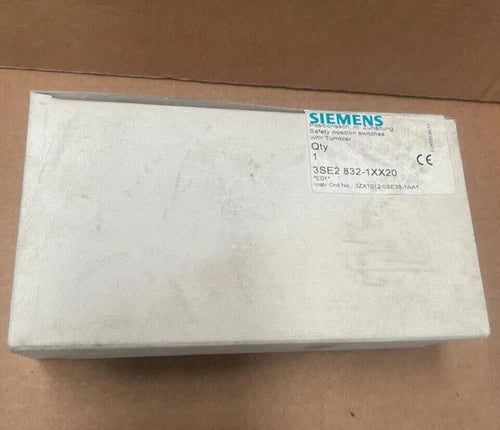 SIEMENS
Positionssch. m. Zuhaltung
Safety position switches
with Tumbler
Qty
1
3SE2 832-1XX20
*E01*
Instr.Ord.No.: 3ZX1012-0SE38-1AA1
CE